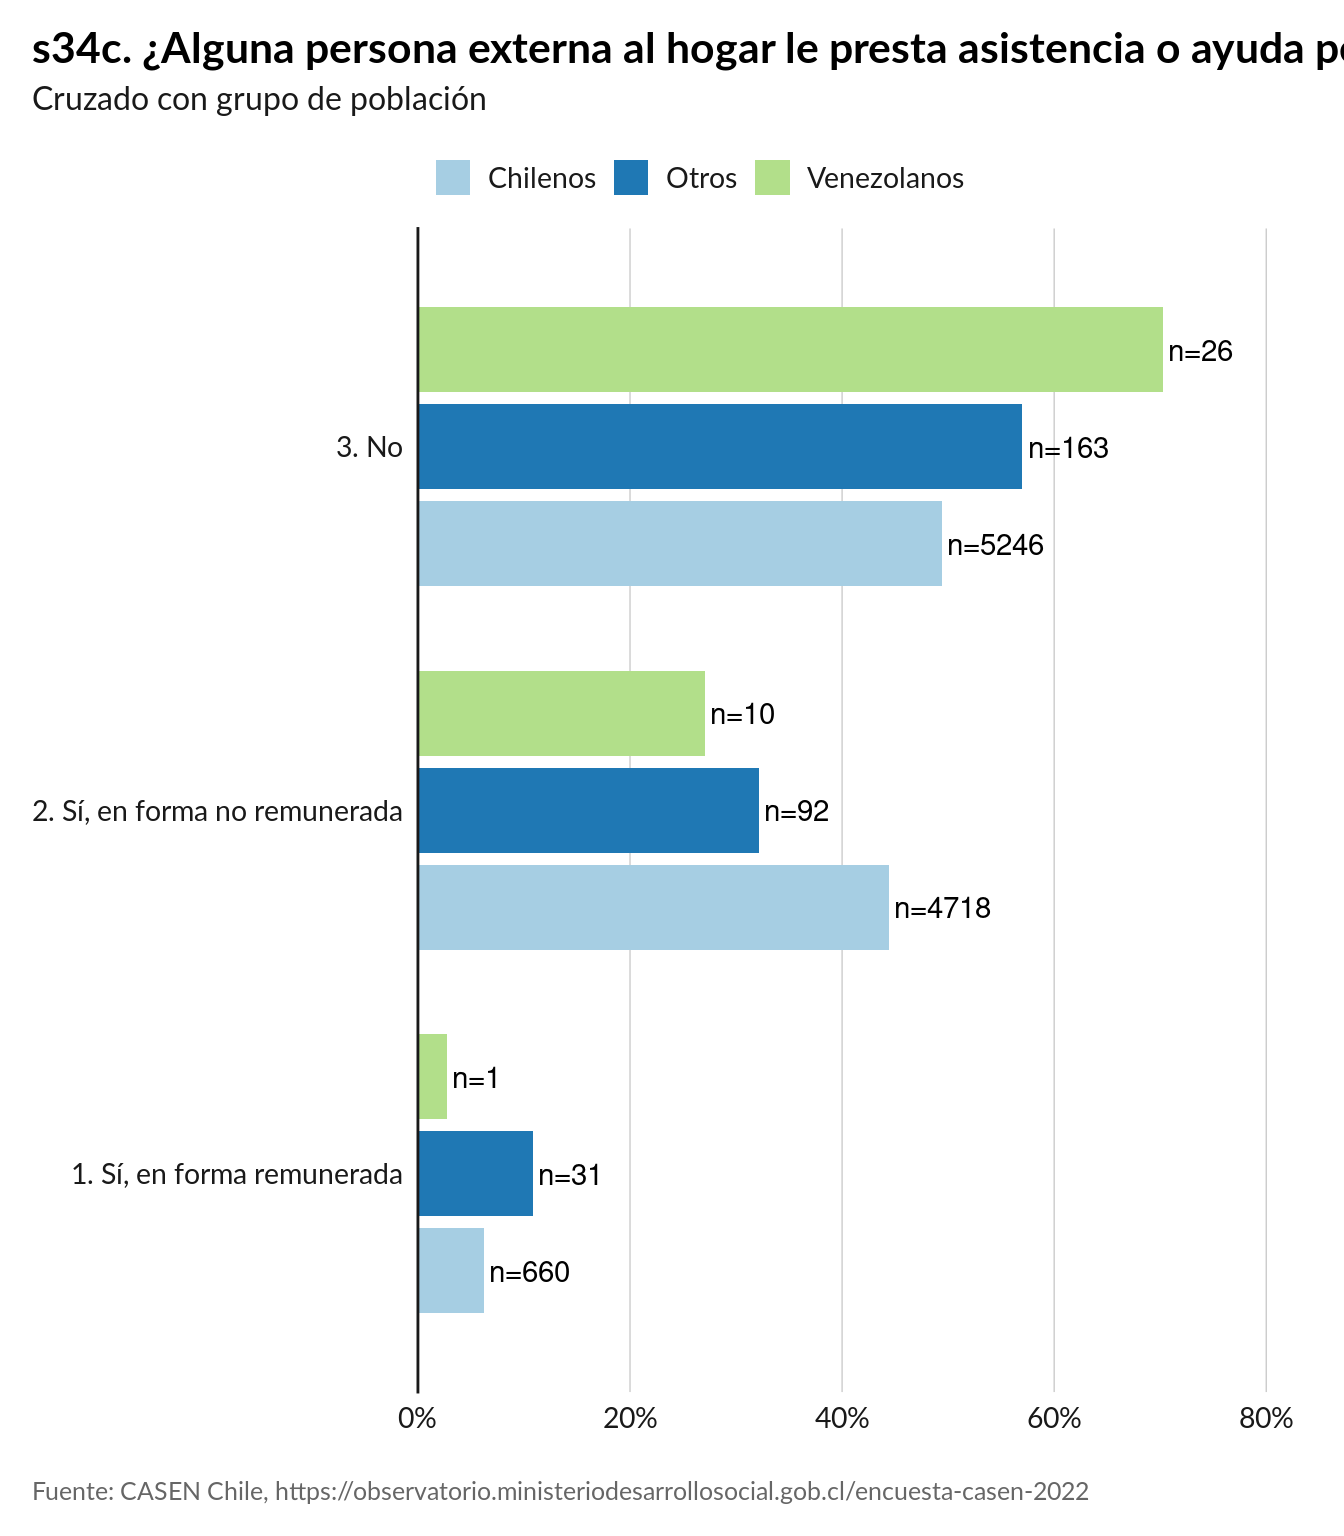 s34c. ¿Alguna persona externa al hogar le presta asistencia o ayuda
Cruzado con grupo de población
Chilenos Otros Venezolanos
n=26
3. No
n=163
n=5246
n=10
2. Sí, en forma no remunerada
n=92
n=4718
n=1
1. Sí, en forma remunerada
n=31
n=660
0% 20% 40% 60% 80%
Fuente: CASEN Chile, https://observatorio.ministeriodesarrollosocial.gob.cl/encuesta-casen-2022